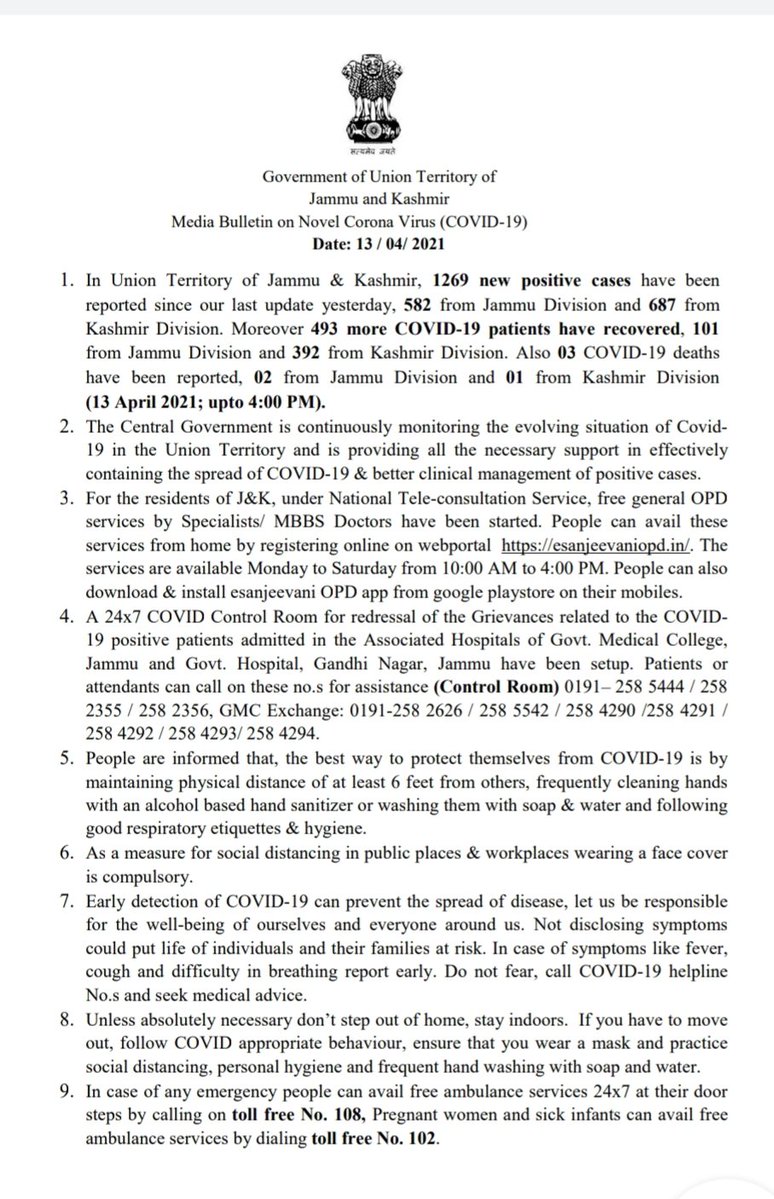 सत्यमेव जयते
Government of Union Territory of
Jammu and Kashmir
Media Bulletin on Novel Corona Virus (COVID-19)
Date: 13 / 04/ 2021
1. In Union Territory of Jammu & Kashmir, 1269 new positive cases have been
reported since our last update yesterday, 582 from Jammu Division and 687 from
Kashmir Division. Moreover 493 more COVID-19 patients have recovered, 101
from Jammu Division and 392 from Kashmir Division. Also 03 COVID-19 deaths
have been reported, 02 from Jammu Division and 01 from Kashmir Division
(13 April 2021; upto 4:00 PM).
2. The Central Government is continuously monitoring the evolving situation of Covid-
19 in the Union Territory and is providing all the necessary support in effectively
containing the spread of COVID-19 & better clinical management of positive cases.
3. For the residents of J&K, under National Tele-consultation Service, free general OPD
services by Specialists/ MBBS Doctors have been started. People can avail these
services from home by registering online on webportal https://esanjeevaniopd.in/. The
services are available Monday to Saturday from 10:00 AM to 4:00 PM. People can also
download & install esanjeevani OPD app from google playstore on their mobiles.
4. A 24x7 COVID Control Room for redressal of the Grievances related to the COVID-
19 positive patients admitted in the Associated Hospitals of Govt. Medical College,
Jammu and Govt. Hospital, Gandhi Nagar, Jammu have been setup. Patients or
attendants can call on these no.s for assistance (Control Room) 0191– 258 5444 / 258
2355 / 258 2356, GMC Exchange: 0191-258 2626 / 258 5542 / 258 4290 /258 4291 /
258 4292 / 258 4293/ 258 4294.
5. People are informed that, the best way to protect themselves from COVID-19 is by
maintaining physical distance of at least 6 feet from others, frequently cleaning hands
with an alcohol based hand sanitizer or washing them with soap & water and following
good respiratory etiquettes & hygiene.
6. As a measure for social distancing in public places & workplaces wearing a face cover
is compulsory.
7. Early detection of COVID-19 can prevent the spread of disease, let us be responsible
for the well-being of ourselves and everyone around us. Not disclosing symptoms
could put life of individuals and their families at risk. In case of symptoms like fever,
cough and difficulty in breathing report early. Do not fear, call COVID-19 helpline
No.s and seek medical advice.
8. Unless absolutely necessary don’t step out of home, stay indoors. If you have to move
out, follow COVID appropriate behaviour, ensure that you wear a mask and practice
social distancing, personal hygiene and frequent hand washing with soap and water.
9. In case of any emergency people can avail free ambulance services 24x7 at their door
steps by calling on toll free No. 108, Pregnant women and sick infants can avail free
ambulance services by dialing toll free No. 102.